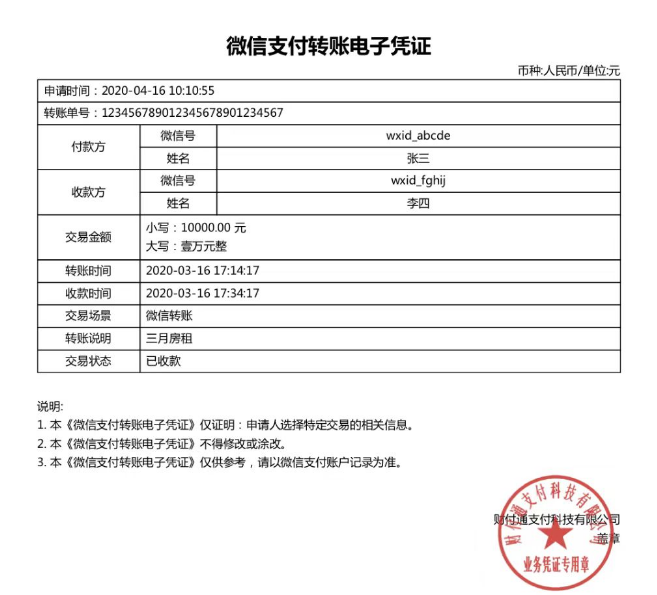 微信支付转账电子凭证
币种:人民币/单位:元
申请时间：2020-04-16 10:10:55
转账单号：123456789012345678901234567
付款方 微信号 wxid_abcde
姓名 张三
收款方 微信号 wxid_fghij
姓名 李四
交易金额 小写：10000.00 元
大写：壹万元整
转账时间 2020-03-16 17:14:17
收款时间 2020-03-16 17:34:17
交易场景 微信转账
转账说明 三月房租
交易状态 已收款
说明:
1. 本《微信支付转账电子凭证》仅证明：申请人选择特定交易的相关信息。
2. 本《微信支付转账电子凭证》不得修改或涂改。
3. 本《微信支付转账电子凭证》仅供参考，请以微信支付账户记录为准。
财付通支付科技有限公司
盖章
财付通支付科技有限公司
业务凭证专用章